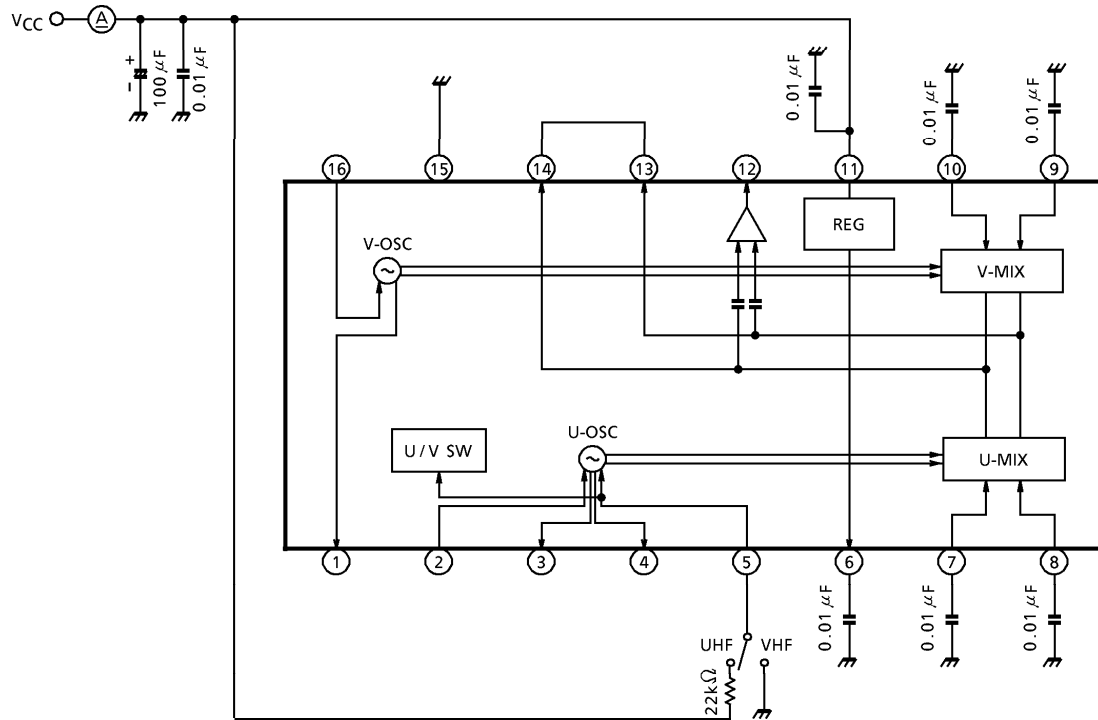 VCC
A
+
−
100 μF
0.01 μF
0.01 μF
0.01 μF
0.01 μF
16
15
14
13
12
11
10
9
REG
V-OSC
V-MIX
U-OSC
U/V SW
U-MIX
1
2
3
4
5
6
7
8
0.01 μF
0.01 μF
0.01 μF
UHF
VHF
22kΩ